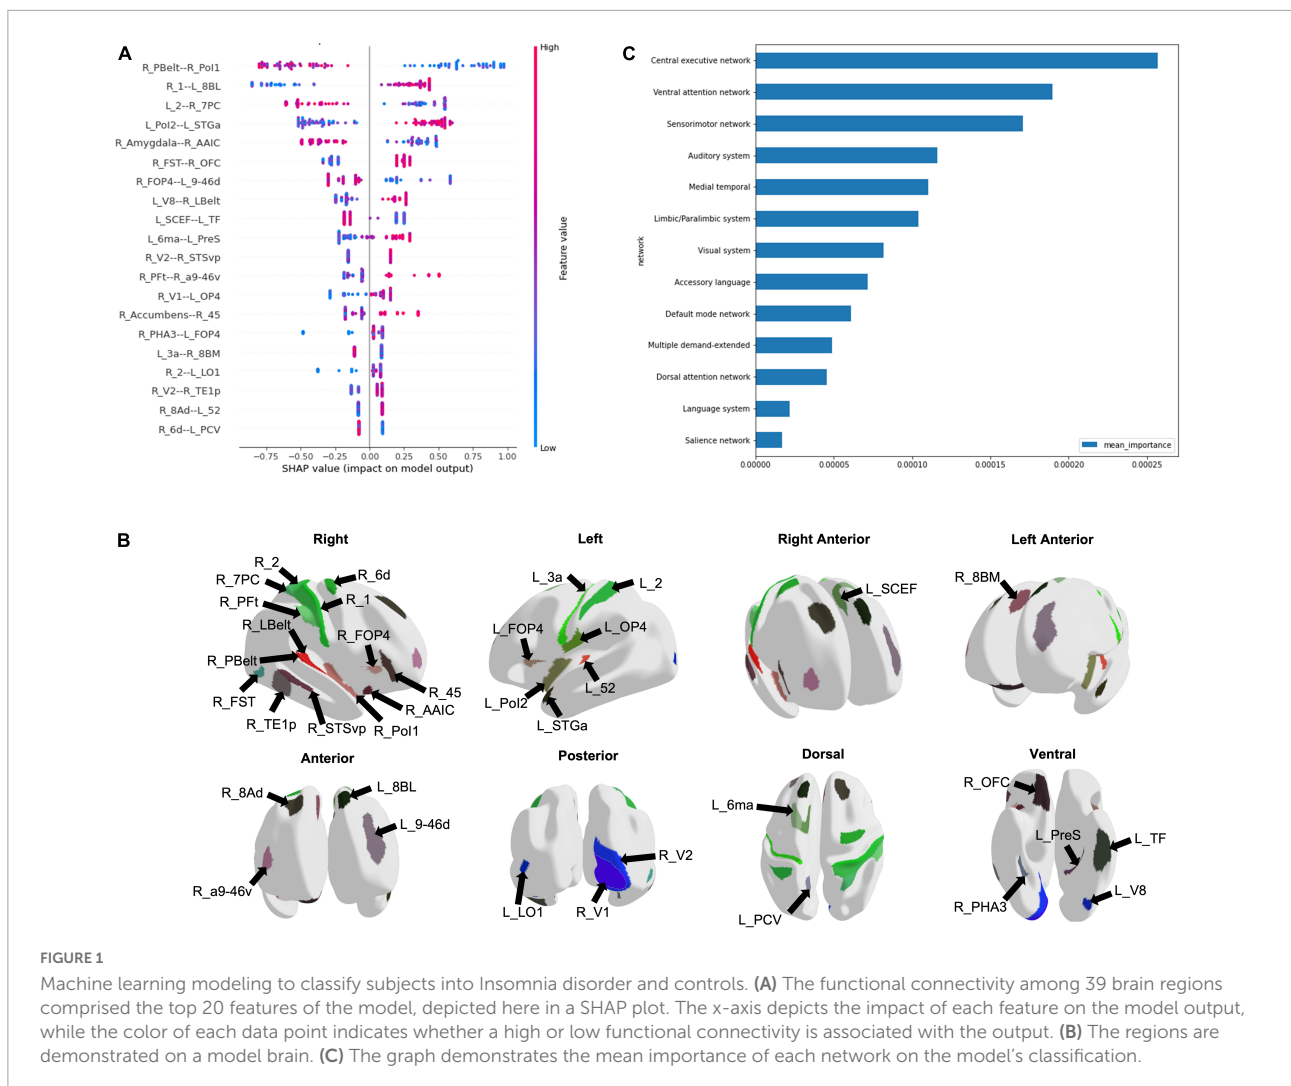 A
R_PBelt--R_PoI1
R_1--L_8BL
L_2--R_7PC
L_PoI2--L_STGa
R_Amygdala--R_AAIC
R_FST--R_OFC
R_FOP4--L_9-46d
L_V8--R_LBelt
L_SCEF--L_TF
L_6ma--L_PreS
R_V2--R_STSvp
R_PFt--R_a9-46v
R_V1--L_OP4
R_Accumbens--R_45
R_PHA3--L_FOP4
L_3a--R_8BM
R_2--L_LO1
R_V2--R_TE1p
R_8Ad--L_52
R_6d--L_PCV
−0.75 −0.50 −0.25 0.00 0.25 0.50 0.75 1.00
SHAP value (impact on model output)
High
Feature value
Low
C
network
Central executive network
Ventral attention network
Sensorimotor network
Auditory system
Medial temporal
Limbic/Paralimbic system
Visual system
Accessory language
Default mode network
Multiple demand-extended
Dorsal attention network
Language system
Salience network
mean_importance
0.00000 0.00005 0.00010 0.00015 0.00020 0.00025
B
Right
R_2
R_7PC
R_6d
R_PFt
R_1
R_LBelt
R_FOP4
R_PBelt
R_FST
R_45
R_AAIC
R_TE1p
R_STSvp
R_PoI1
Left
L_3a
L_2
L_FOP4
L_OP4
L_PoI2
L_52
L_STGa
Right Anterior
L_SCEF
Left Anterior
R_8BM
Anterior
R_8Ad
L_8BL
L_9-46d
R_a9-46v
Posterior
R_V2
L_LO1
R_V1
Dorsal
L_6ma
L_PCV
Ventral
R_OFC
L_PreS
L_TF
R_PHA3
L_V8
FIGURE 1
Machine learning modeling to classify subjects into Insomnia disorder and controls. (A) The functional connectivity among 39 brain regions
comprised the top 20 features of the model, depicted here in a SHAP plot. The x-axis depicts the impact of each feature on the model output,
while the color of each data point indicates whether a high or low functional connectivity is associated with the output. (B) The regions are
demonstrated on a model brain. (C) The graph demonstrates the mean importance of each network on the model's classification.